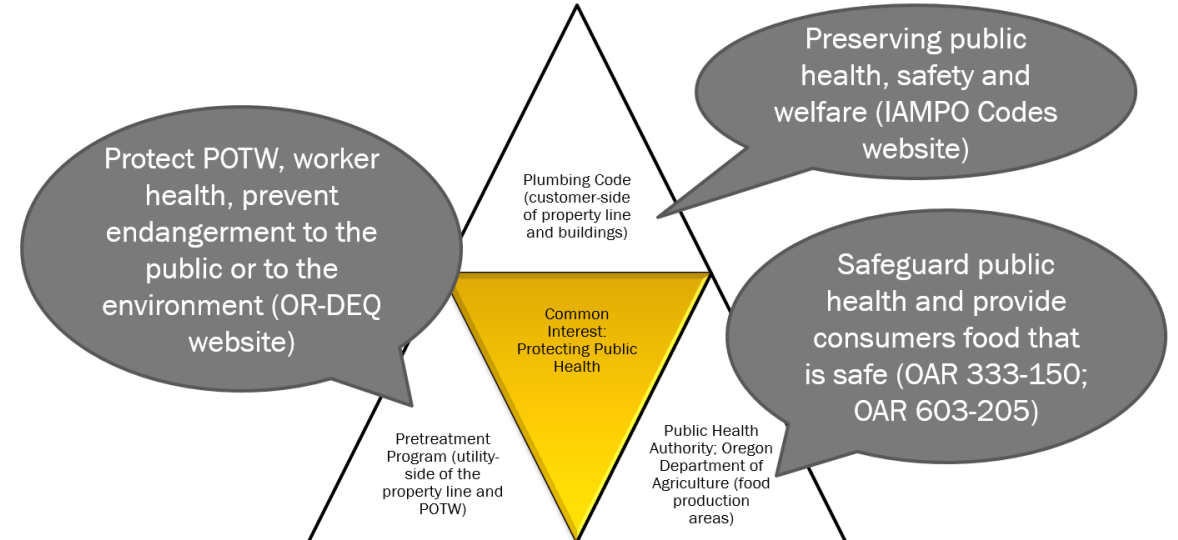 Preserving public
health, safety and
welfare (IAMPO Codes
website)
Protect POTW, worker
health, prevent
endangerment to the
public or to the
environment (OR-DEQ
website)
Plumbing Code
(customer-side
of property line
and buildings)
Safeguard public
health and provide
consumers food that
is safe (OAR 333-150;
OAR 603-205)
Common
Interest:
Protecting Public
Health
Pretreatment
Program (utility-
side of the
property line and
POTW)
Public Health
Authority; Oregon
Department of
Agriculture (food
production
areas)